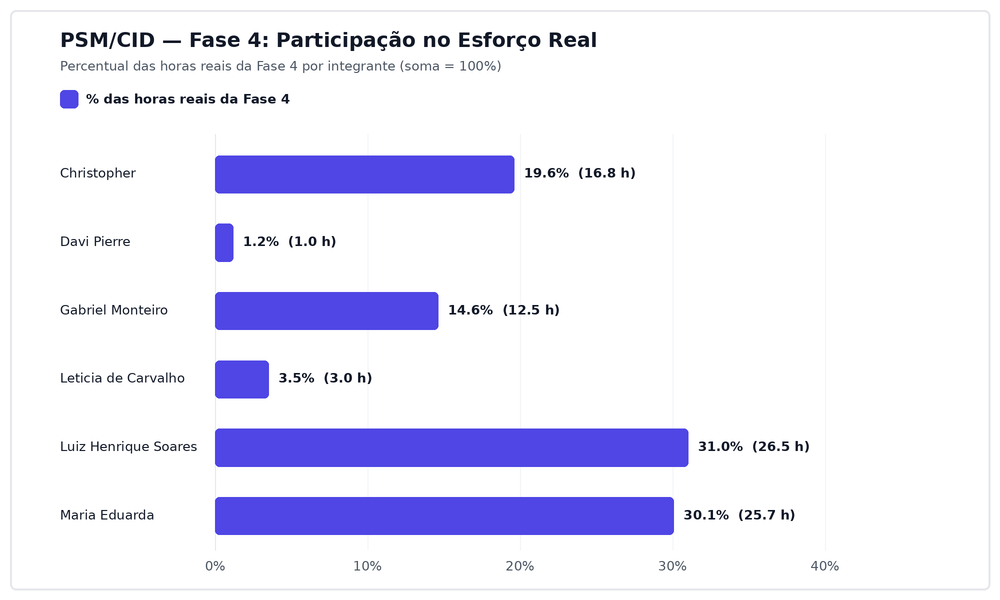 PSM/CID — Fase 4: Participação no Esforço Real
Percentual das horas reais da Fase 4 por integrante (soma = 100%)
% das horas reais da Fase 4
Christopher 19.6% (16.8 h)
Davi Pierre 1.2% (1.0 h)
Gabriel Monteiro 14.6% (12.5 h)
Leticia de Carvalho 3.5% (3.0 h)
Luiz Henrique Soares 31.0% (26.5 h)
Maria Eduarda 30.1% (25.7 h)
0% 10% 20% 30% 40%